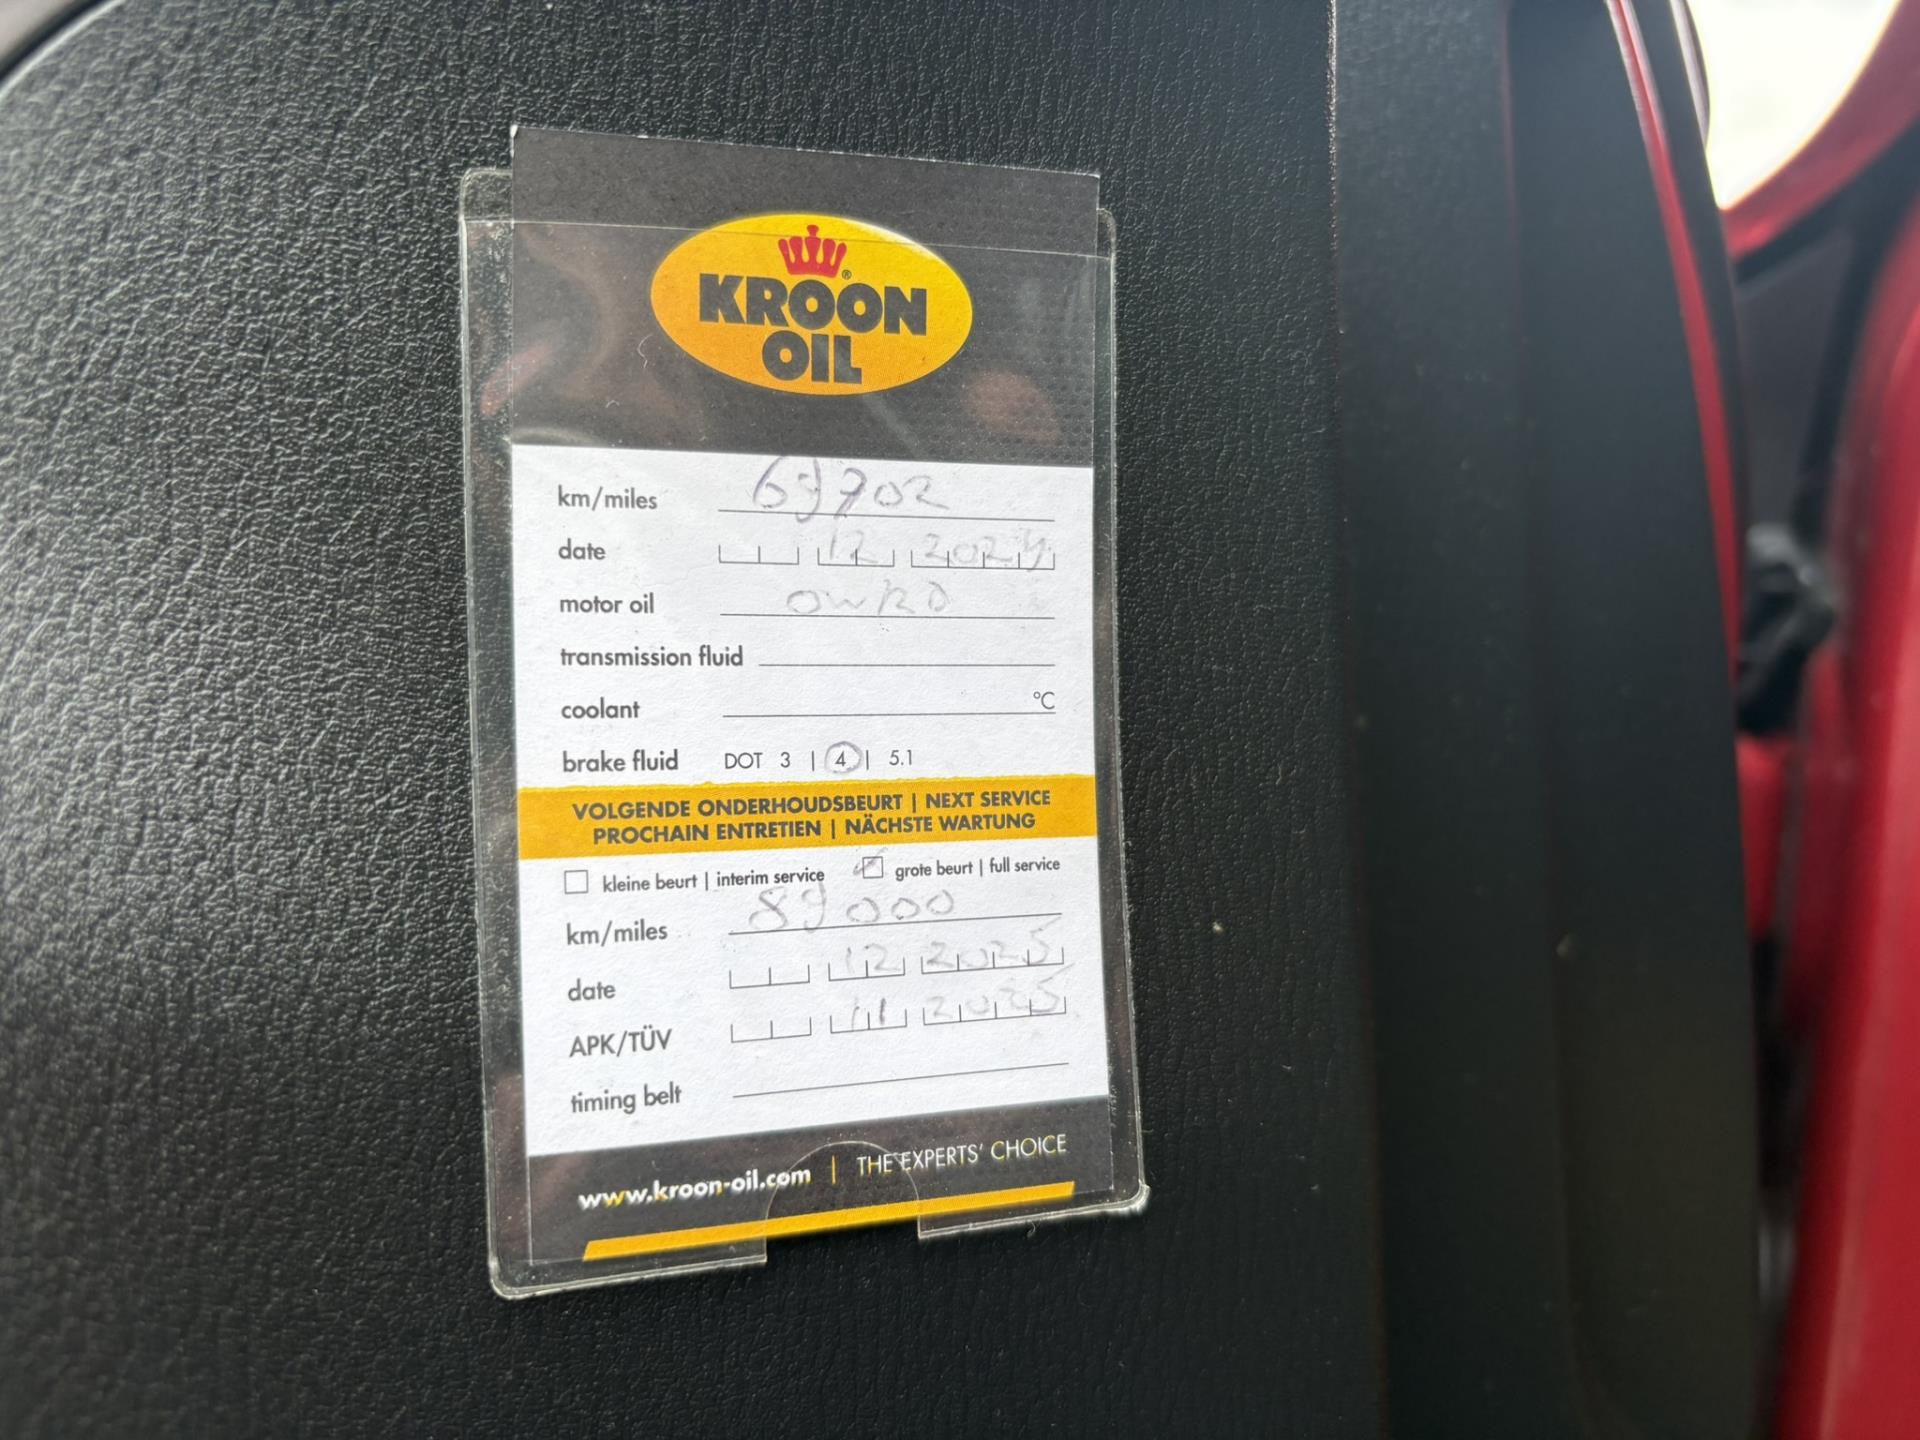 KROON®
OIL
km/miles 69702
date 12 2024
motor oil 0W20
transmission fluid
coolant °C
brake fluid DOT 3 | 4 | 5.1
VOLGENDE ONDERHOUDSBEURT | NEXT SERVICE
PROCHAIN ENTRETIEN | NÄCHSTE WARTUNG
kleine beurt | interim service grote beurt | full service
km/miles 89000
date 12 2025
APK/TÜV 11 2025
timing belt
www.kroon-oil.com | THE EXPERTS' CHOICE